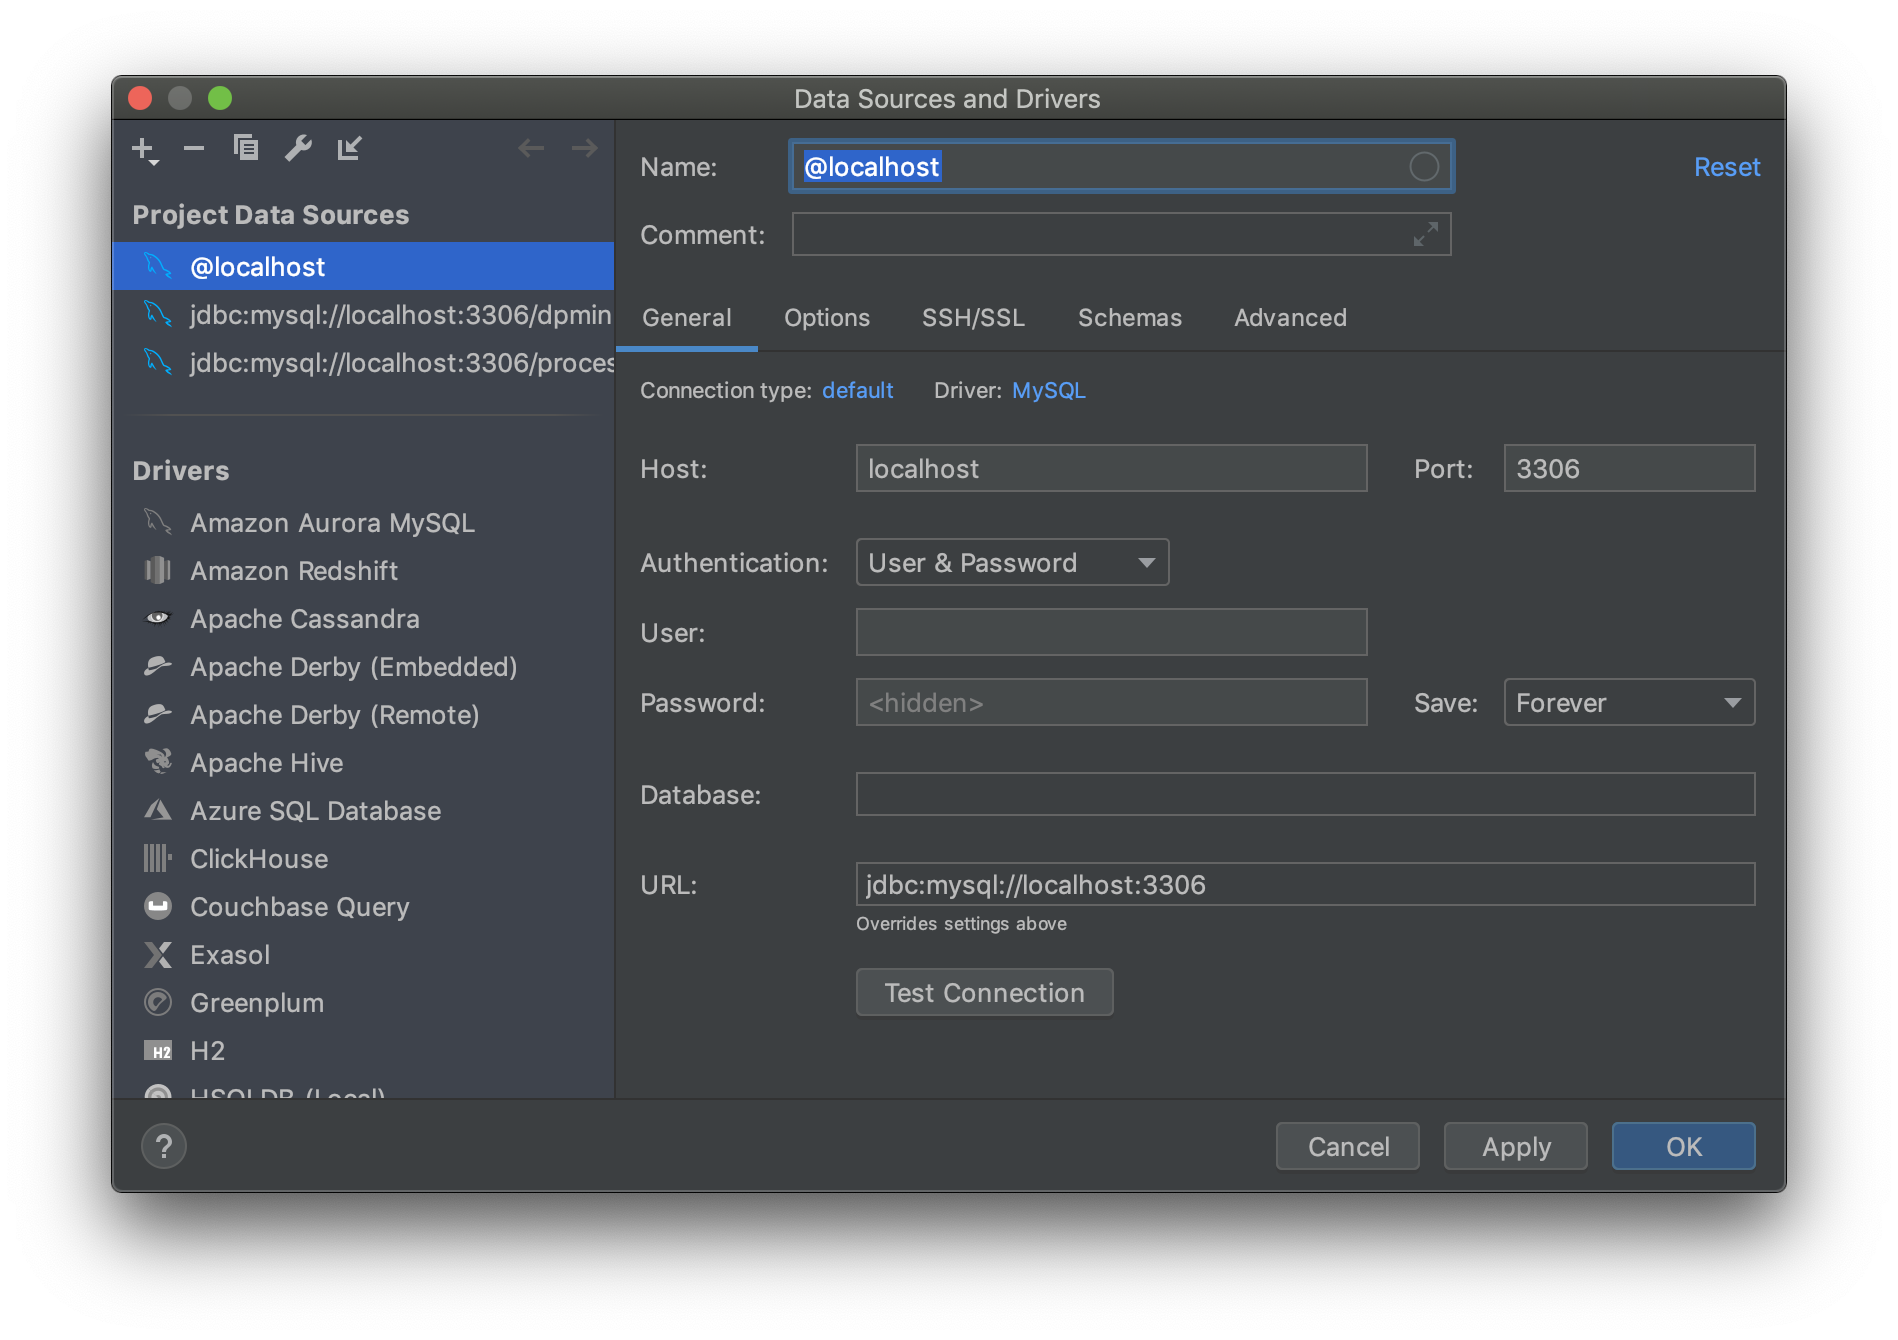 Data Sources and Drivers
Project Data Sources
@localhost
jdbc:mysql://localhost:3306/dpmin
jdbc:mysql://localhost:3306/proces
Drivers
Amazon Aurora MySQL
Amazon Redshift
Apache Cassandra
Apache Derby (Embedded)
Apache Derby (Remote)
Apache Hive
Azure SQL Database
ClickHouse
Couchbase Query
Exasol
Greenplum
H2 H2
HSQLDB (Local)
?
Name: @localhost Reset
Comment:
General Options SSH/SSL Schemas Advanced
Connection type: default Driver: MySQL
Host: localhost Port: 3306
Authentication: User & Password
User:
Password: <hidden> Save: Forever
Database:
URL: jdbc:mysql://localhost:3306
Overrides settings above
Test Connection
Cancel Apply OK